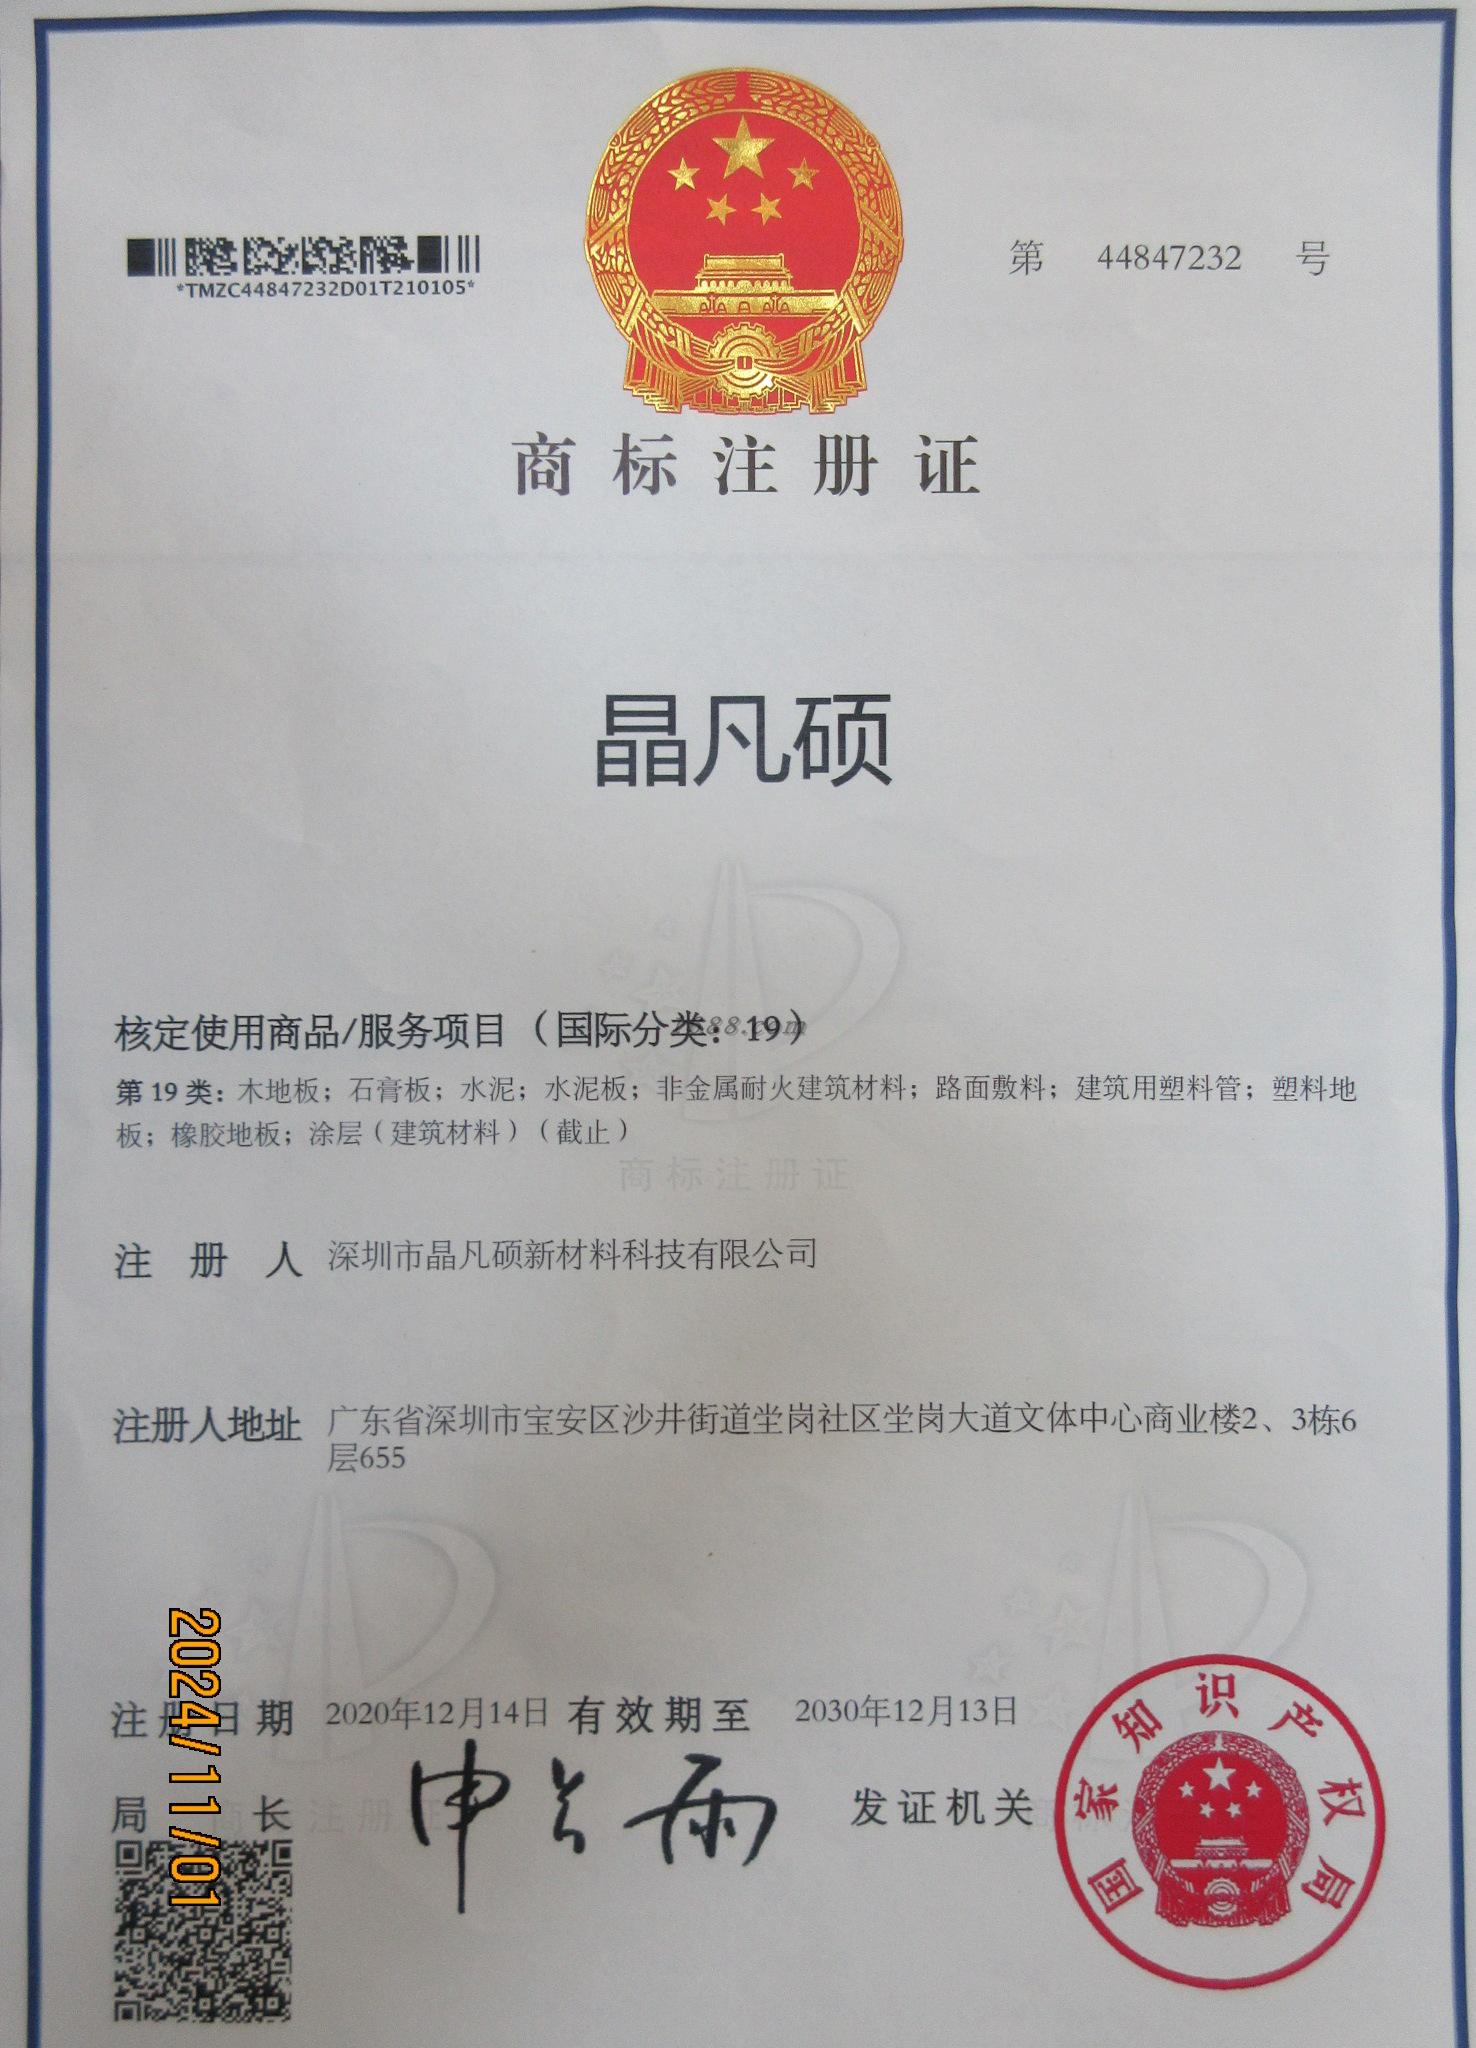 *TMZC44847232D01T210105*
第 44847232 号
商标注册证
晶凡硕
核定使用商品/服务项目（国际分类：19）
第 19 类：木地板；石膏板；水泥；水泥板；非金属耐火建筑材料；路面敷料；建筑用塑料管；塑料地
板；橡胶地板；涂层（建筑材料）（截止）
商标注册证
注册人 深圳市晶凡硕新材料科技有限公司
注册人地址 广东省深圳市宝安区沙井街道坣岗社区坣岗大道文体中心商业楼2、3栋6
层655
注册日期 2020年12月14日 有效期至 2030年12月13日
局长 申长雨 发证机关
国家知识产权局
2024/11/01